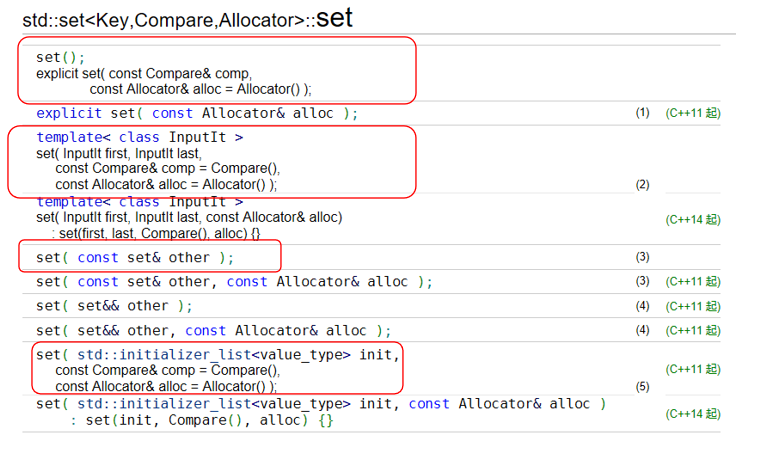 std::set<Key,Compare,Allocator>::set
set();
explicit set( const Compare& comp,
const Allocator& alloc = Allocator() );
explicit set( const Allocator& alloc ); (1) (C++11 起)
template< class InputIt >
set( InputIt first, InputIt last,
const Compare& comp = Compare(),
const Allocator& alloc = Allocator() ); (2)
template< class InputIt >
set( InputIt first, InputIt last, const Allocator& alloc)
: set(first, last, Compare(), alloc) {} (C++14 起)
set( const set& other ); (3)
set( const set& other, const Allocator& alloc ); (3) (C++11 起)
set( set&& other ); (4) (C++11 起)
set( set&& other, const Allocator& alloc ); (4) (C++11 起)
set( std::initializer_list<value_type> init,
const Compare& comp = Compare(), (C++11 起)
const Allocator& alloc = Allocator() ); (5)
set( std::initializer_list<value_type> init, const Allocator& alloc )
: set(init, Compare(), alloc) {} (C++14 起)